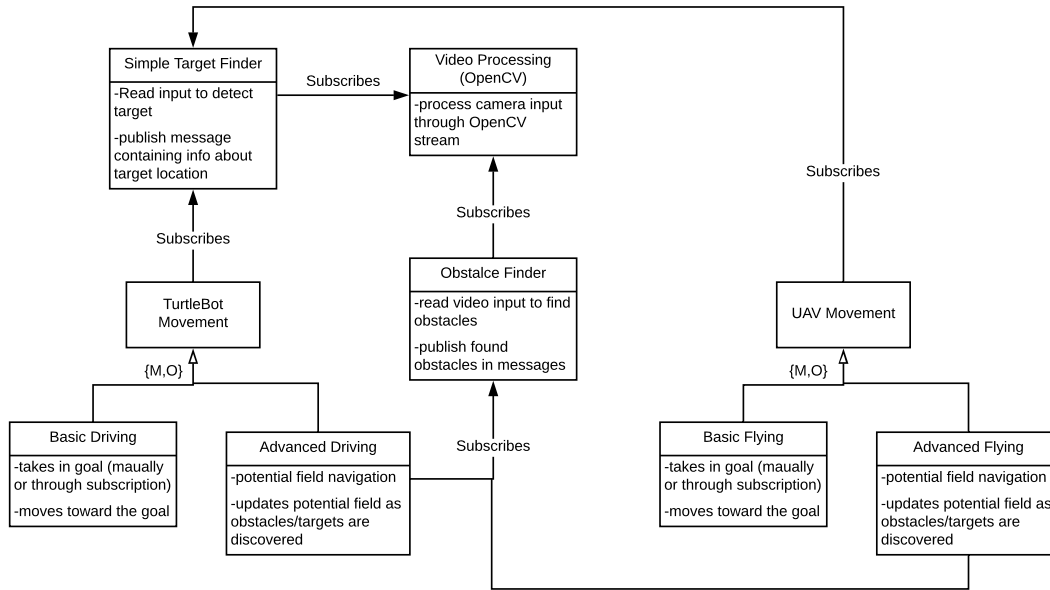 Simple Target Finder
-Read input to detect
target
-publish message
containing info about
target location
Subscribes
Video Processing
(OpenCV)
-process camera input
through OpenCV
stream
Subscribes
Subscribes
Subscribes
TurtleBot
Movement
Obstalce Finder
-read video input to find
obstacles
-publish found
obstacles in messages
UAV Movement
{M,O}
{M,O}
Basic Driving
-takes in goal (maually
or through subscription)
-moves toward the goal
Advanced Driving
-potential field navigation
-updates potential field as
obstacles/targets are
discovered
Subscribes
Basic Flying
-takes in goal (maually
or through subscription)
-moves toward the goal
Advanced Flying
-potential field navigation
-updates potential field as
obstacles/targets are
discovered